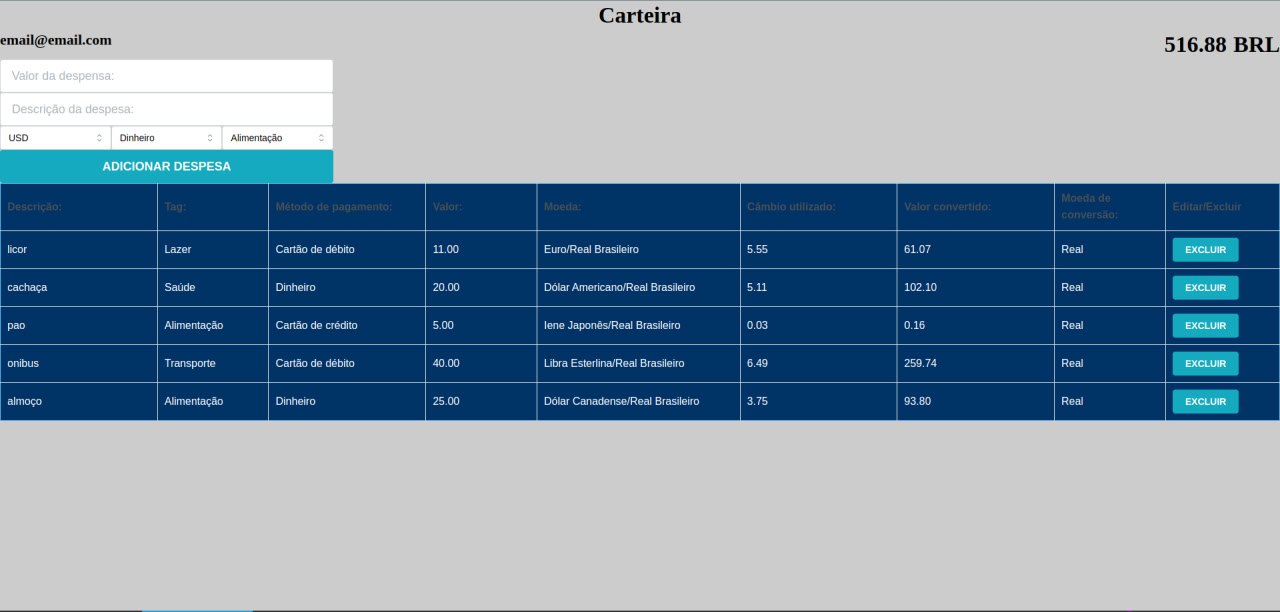 Carteira
email@email.com
516.88 BRL
Valor da despensa:
Descrição da despesa:
USD Dinheiro Alimentação
ADICIONAR DESPESA
Descrição: Tag: Método de pagamento: Valor: Moeda: Câmbio utilizado: Valor convertido: Moeda de conversão: Editar/Excluir
licor Lazer Cartão de débito 11.00 Euro/Real Brasileiro 5.55 61.07 Real EXCLUIR
cachaça Saúde Dinheiro 20.00 Dólar Americano/Real Brasileiro 5.11 102.10 Real EXCLUIR
pao Alimentação Cartão de crédito 5.00 Iene Japonês/Real Brasileiro 0.03 0.16 Real EXCLUIR
onibus Transporte Cartão de débito 40.00 Libra Esterlina/Real Brasileiro 6.49 259.74 Real EXCLUIR
almoço Alimentação Dinheiro 25.00 Dólar Canadense/Real Brasileiro 3.75 93.80 Real EXCLUIR